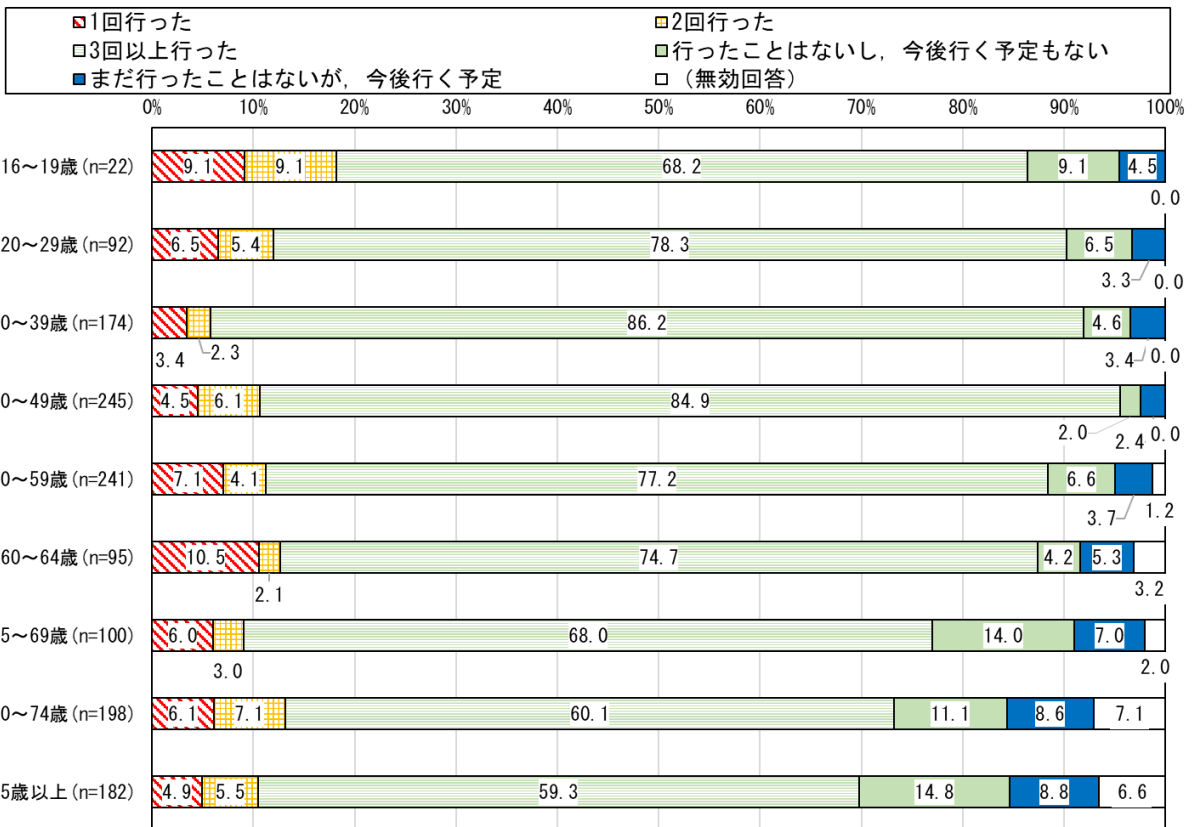 1回行った 2回行った
3回以上行った 行ったことはないし，今後行く予定もない
まだ行ったことはないが，今後行く予定 （無効回答）
0% 10% 20% 30% 40% 50% 60% 70% 80% 90% 100%
16～19歳(n=22) 9.1 9.1 68.2 9.1 4.5
0.0
20～29歳(n=92) 6.5 5.4 78.3 6.5
3.3 0.0
0～39歳(n=174) 86.2 4.6
3.4 2.3 3.4 0.0
0～49歳(n=245) 4.5 6.1 84.9
2.0 2.4 0.0
0～59歳(n=241) 7.1 4.1 77.2 6.6
3.7 1.2
60～64歳(n=95) 10.5 74.7 4.2 5.3
2.1 3.2
5～69歳(n=100) 6.0 68.0 14.0 7.0
3.0 2.0
0～74歳(n=198) 6.1 7.1 60.1 11.1 8.6 7.1
5歳以上(n=182) 4.9 5.5 59.3 14.8 8.8 6.6